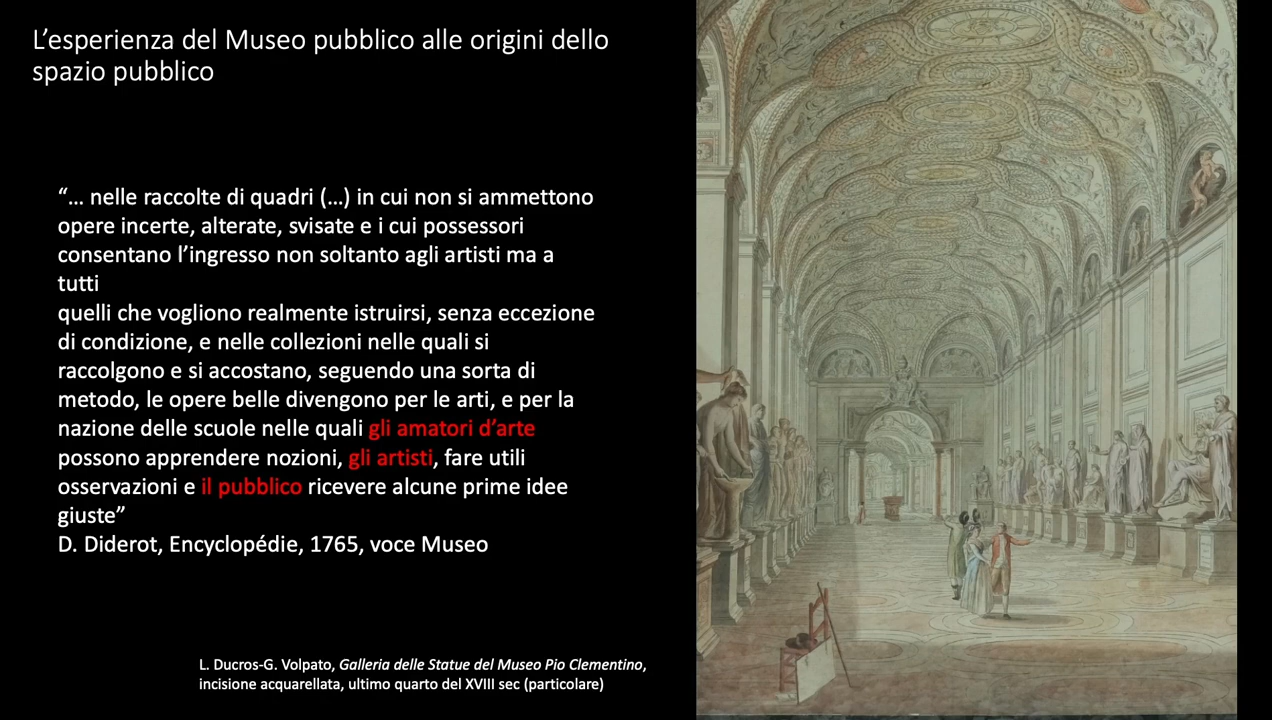 L’esperienza del Museo pubblico alle origini dello
spazio pubblico
“… nelle raccolte di quadri (…) in cui non si ammettono
opere incerte, alterate, svisate e i cui possessori
consentano l’ingresso non soltanto agli artisti ma a
tutti
quelli che vogliono realmente istruirsi, senza eccezione
di condizione, e nelle collezioni nelle quali si
raccolgono e si accostano, seguendo una sorta di
metodo, le opere belle divengono per le arti, e per la
nazione delle scuole nelle quali gli amatori d’arte
possono apprendere nozioni, gli artisti, fare utili
osservazioni e il pubblico ricevere alcune prime idee
giuste”
D. Diderot, Encyclopédie, 1765, voce Museo
L. Ducros-G. Volpato, Galleria delle Statue del Museo Pio Clementino,
incisione acquarellata, ultimo quarto del XVIII sec (particolare)